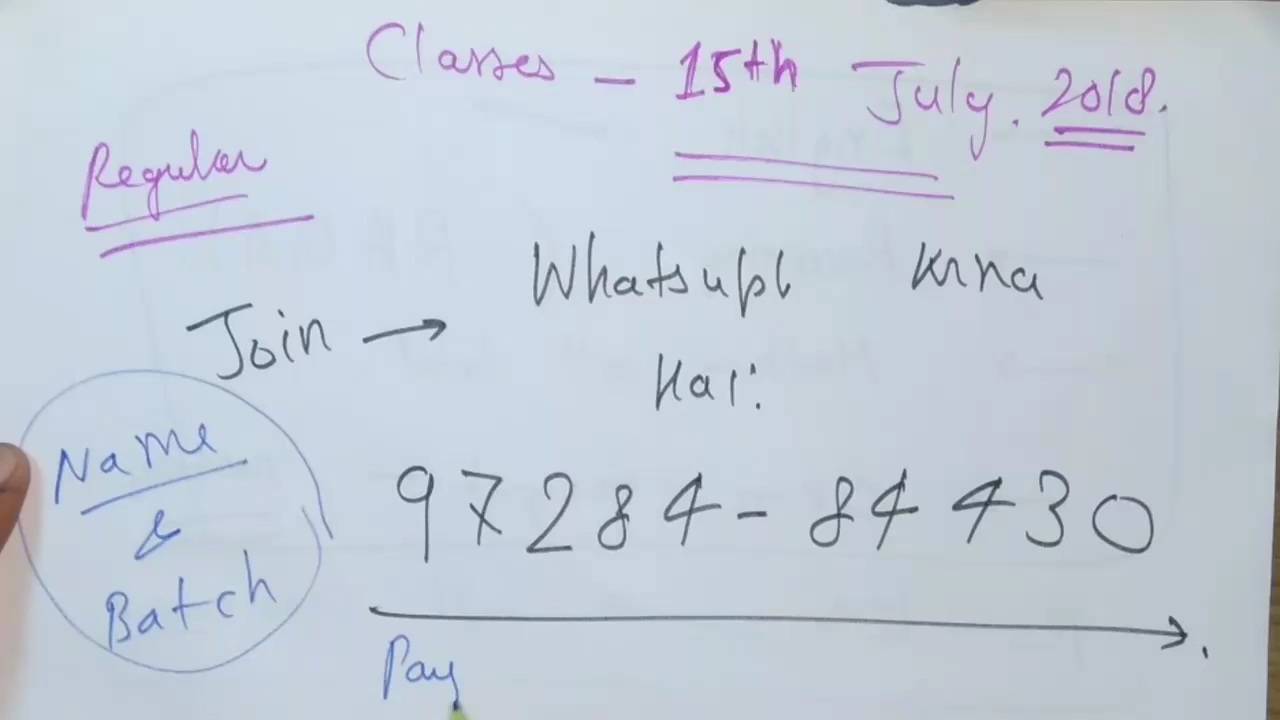 Classes - 15th July. 2018.
Regular
Join → Whatsupp Krna
Hai.
Name
&
Batch
97284-84430
Pay